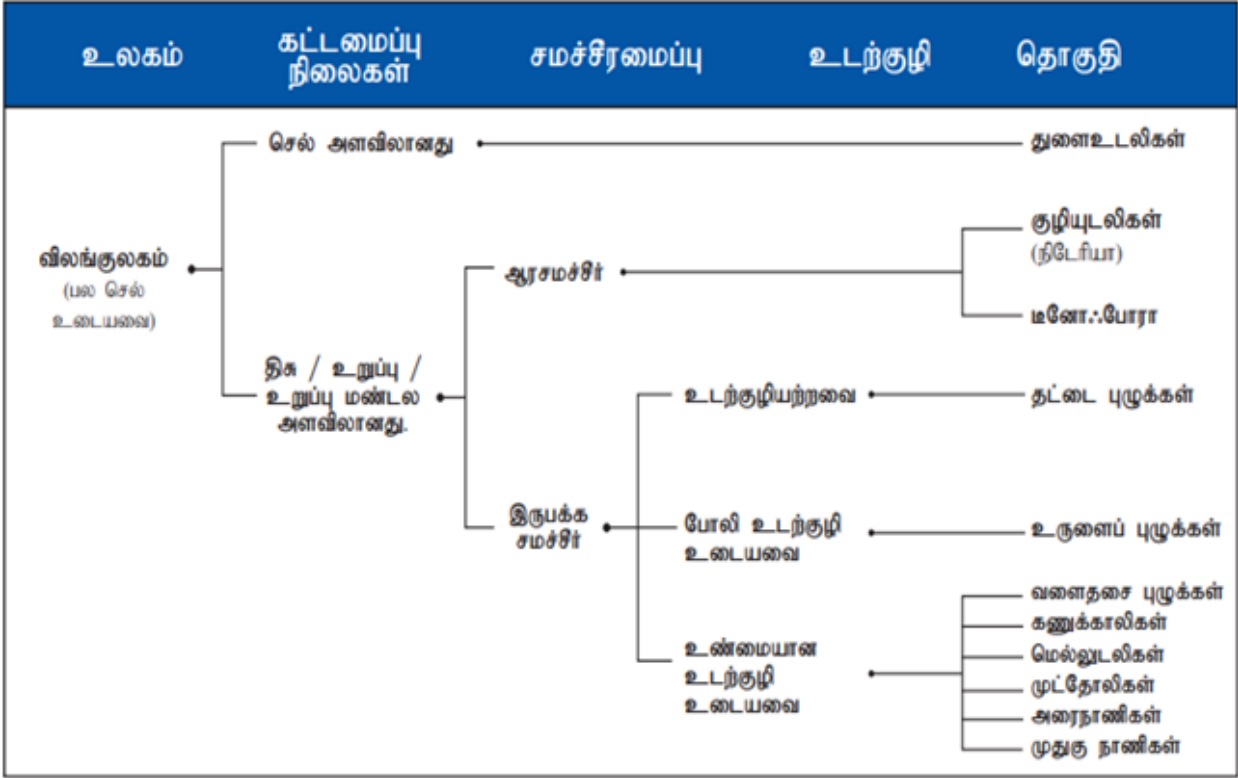 உலகம்
கட்டமைப்பு
நிலைகள்
சமச்சீரமைப்பு
உடற்குழி
தொகுதி
செல் அளவிலானது
துளைஉடலிகள்
விலங்குலகம்
(பல செல்
உடையவை)
குழியுடலிகள்
(நிடேரியா)
ஆரசமச்சீர்
டீனோஃபோரா
திசு / உறுப்பு /
உறுப்பு மண்டல
அளவிலானது.
உடற்குழியற்றவை
தட்டை புழுக்கள்
இருபக்க
சமச்சீர்
போலி உடற்குழி
உடையவை
உருளைப் புழுக்கள்
உண்மையான
உடற்குழி
உடையவை
வளைதசை புழுக்கள்
கணுக்காலிகள்
மெல்லுடலிகள்
முட்தோலிகள்
அரைநாணிகள்
முதுகு நாணிகள்